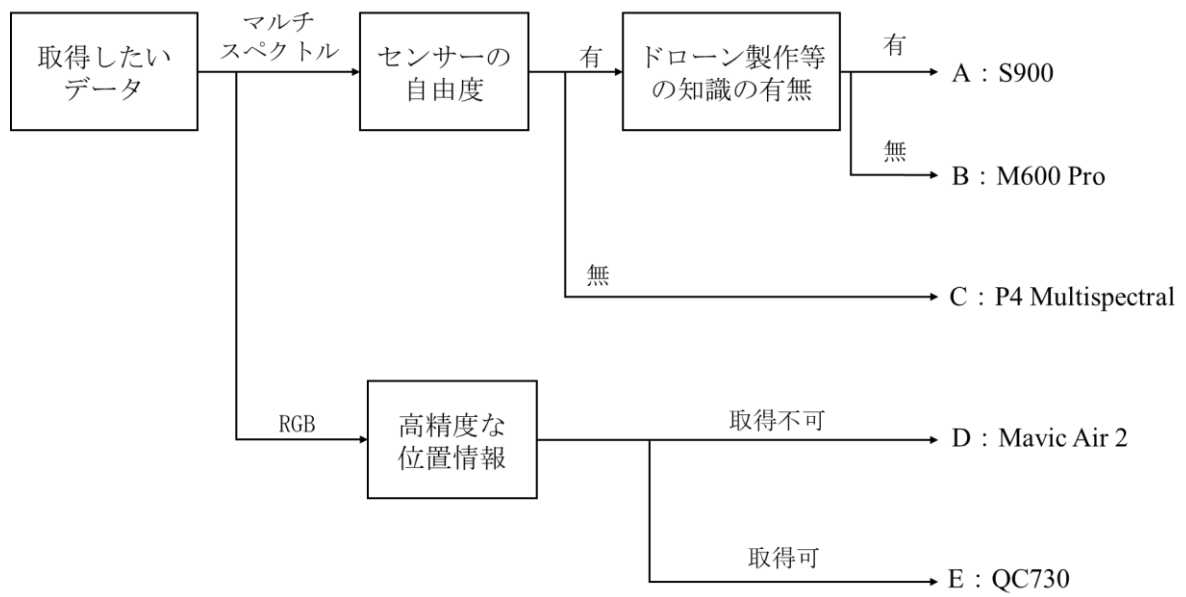 取得したい
データ
マルチ
スペクトル
センサーの
自由度
有
ドローン製作等
の知識の有無
有
A：S900
無
B：M600 Pro
無
C：P4 Multispectral
RGB
高精度な
位置情報
取得不可
D：Mavic Air 2
取得可
E：QC730